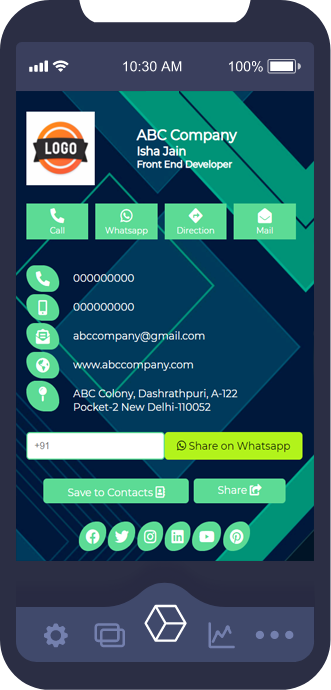 10:30 AM
100%
LOGO
ABC Company
Isha Jain
Front End Developer
Call
Whatsapp
Direction
Mail
000000000
000000000
abccompany@gmail.com
www.abccompany.com
ABC Colony, Dashrathpuri, A-122
Pocket-2 New Delhi-110052
+91
Share on Whatsapp
Save to Contacts
Share